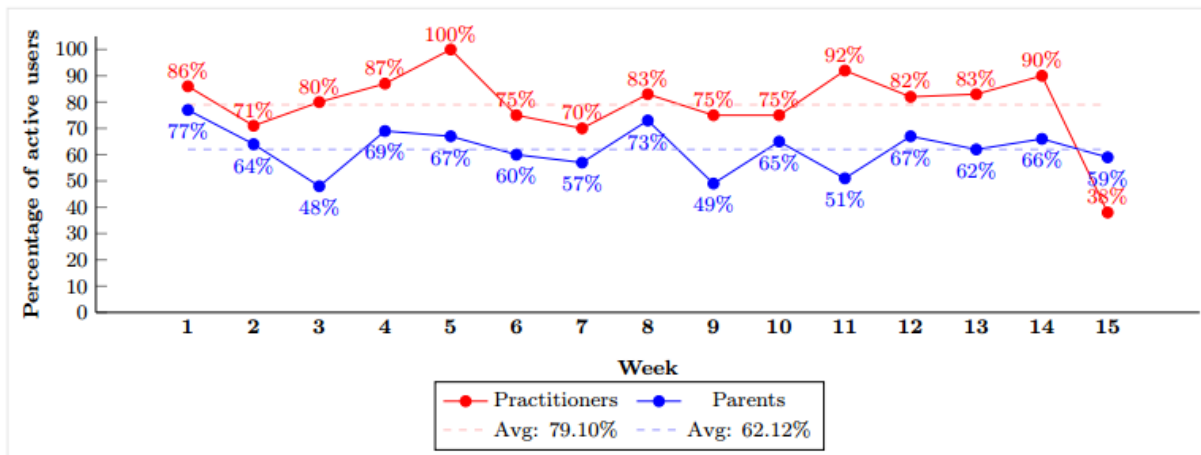 Percentage of active users
100
90
80
70
60
50
40
30
20
10
0
86% 71% 80% 87% 100% 75% 70% 83% 75% 75% 92% 82% 83% 90% 38%
77% 64% 48% 69% 67% 60% 57% 73% 49% 65% 51% 67% 62% 66% 59%
1 2 3 4 5 6 7 8 9 10 11 12 13 14 15
Week
Practitioners Parents
Avg: 79.10% Avg: 62.12%